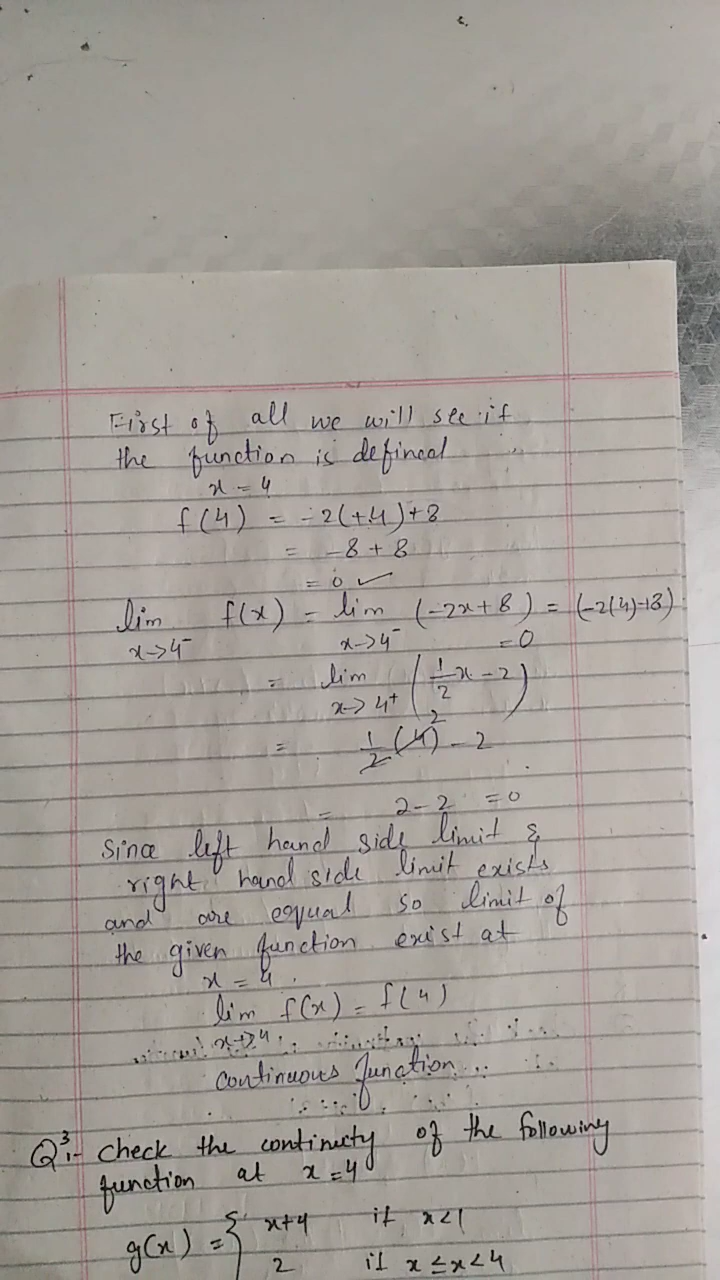 First of all we will see if
the function is defined
x = 4
f(4) = -2(+4)+8
= -8 + 8
= 0 ✓
lim f(x) = lim (-2x+8) = (-2(4)+8)
x->4⁻ x->4⁻ =0
= lim (1/2 x - 2)
x->4+
2
= 1/2 (4) - 2
= 2-2 =0
Since left hand side limit &
right hand side limit exists
and are equal so limit of
the given function exist at
x = 4.
lim f(x) = f(4)
x->4
continuous function
Q3:- check the continuty of the following
function at x=4
g(x) = { x+4 if x<1
2 if x≤x<4